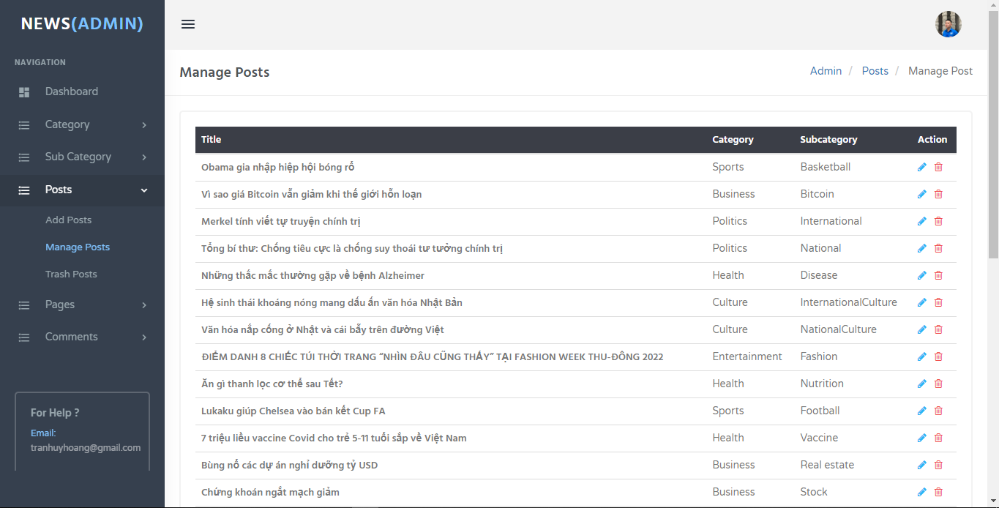 NEWS(ADMIN)
NAVIGATION
Dashboard
Category
Sub Category
Posts
Add Posts
Manage Posts
Trash Posts
Pages
Comments
For Help ?
Email:
tranhuyhoang@gmail.com
Manage Posts
Admin / Posts / Manage Post
Title Category Subcategory Action
Obama gia nhập hiệp hội bóng rổ Sports Basketball
Vì sao giá Bitcoin vẫn giảm khi thế giới hỗn loạn Business Bitcoin
Merkel tính viết tự truyện chính trị Politics International
Tổng bí thư: Chống tiêu cực là chống suy thoái tư tưởng chính trị Politics National
Những thắc mắc thường gặp về bệnh Alzheimer Health Disease
Hệ sinh thái khoáng nóng mang dấu ấn văn hóa Nhật Bản Culture InternationalCulture
Văn hóa nắp cống ở Nhật và cái bẫy trên đường Việt Culture NationalCulture
ĐIỂM DANH 8 CHIẾC TÚI THỜI TRANG “NHÌN ĐÂU CŨNG THẤY” TẠI FASHION WEEK THU-ĐÔNG 2022 Entertainment Fashion
Ăn gì thanh lọc cơ thể sau Tết? Health Nutrition
Lukaku giúp Chelsea vào bán kết Cup FA Sports Football
7 triệu liều vaccine Covid cho trẻ 5-11 tuổi sắp về Việt Nam Health Vaccine
Bùng nổ các dự án nghỉ dưỡng tỷ USD Business Real estate
Chứng khoán ngắt mạch giảm Business Stock